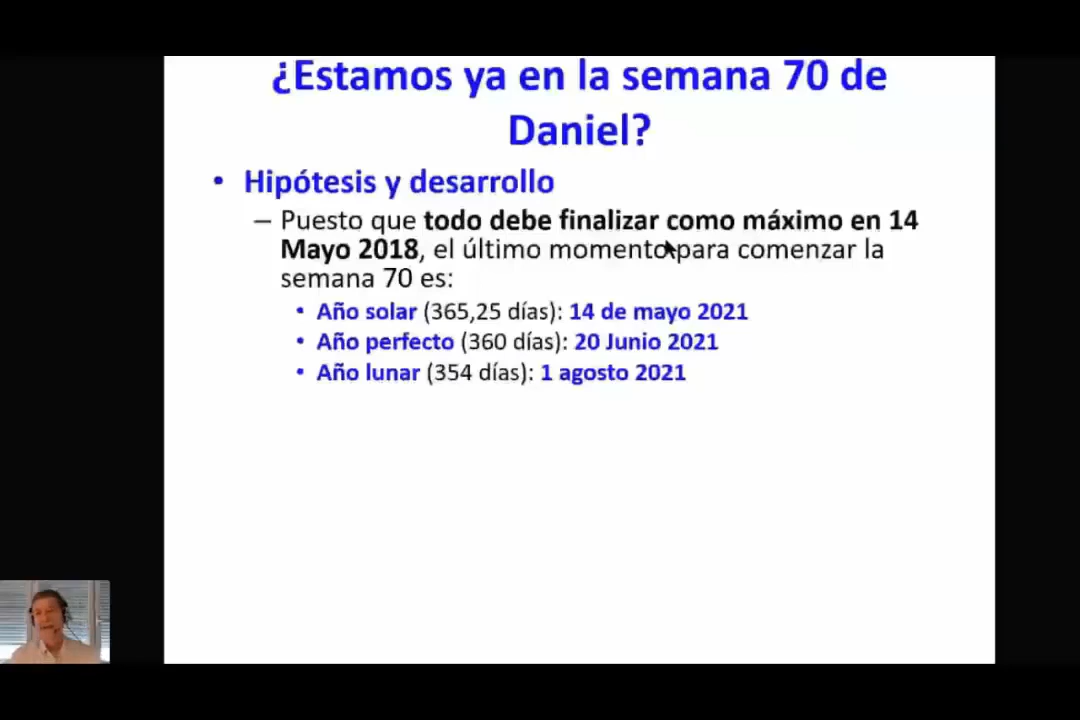 ¿Estamos ya en la semana 70 de
Daniel?
• Hipótesis y desarrollo
– Puesto que todo debe finalizar como máximo en 14
Mayo 2018, el último momento para comenzar la
semana 70 es:
• Año solar (365,25 días): 14 de mayo 2021
• Año perfecto (360 días): 20 Junio 2021
• Año lunar (354 días): 1 agosto 2021